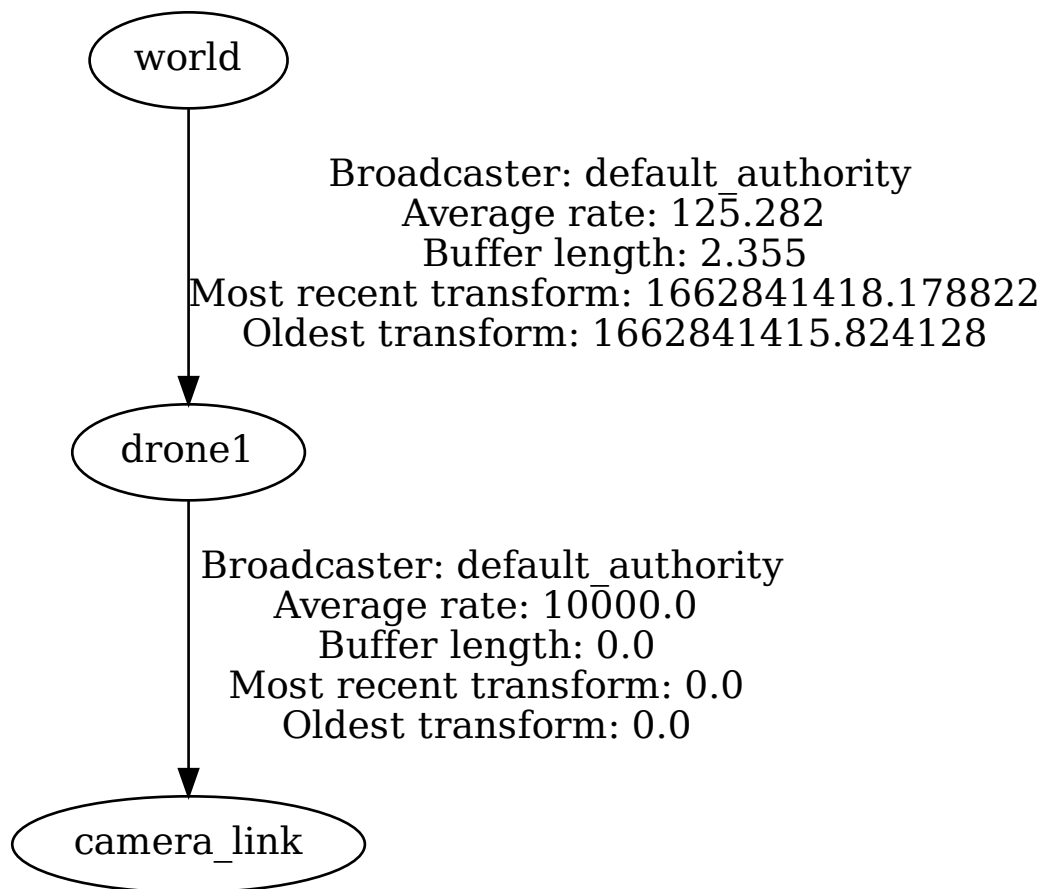 world
Broadcaster: default_authority
Average rate: 125.282
Buffer length: 2.355
Most recent transform: 1662841418.178822
Oldest transform: 1662841415.824128
drone1
Broadcaster: default_authority
Average rate: 10000.0
Buffer length: 0.0
Most recent transform: 0.0
Oldest transform: 0.0
camera_link